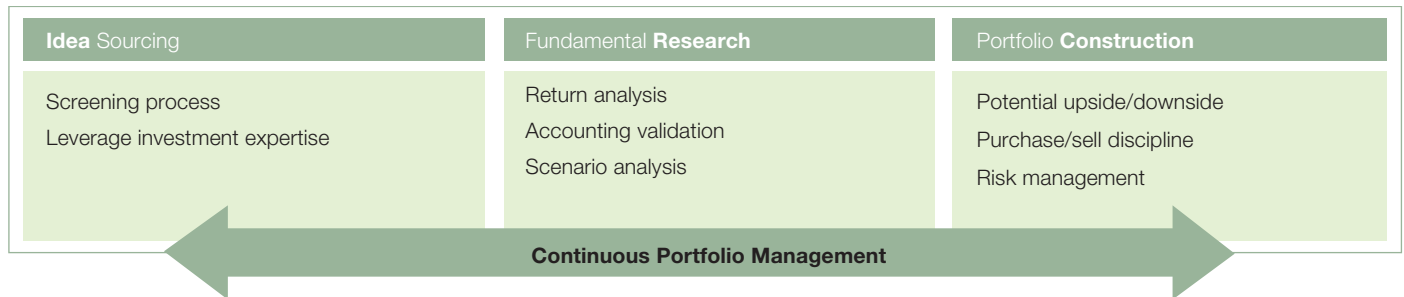 Idea Sourcing
Screening process
Leverage investment expertise
Fundamental Research
Return analysis
Accounting validation
Scenario analysis
Portfolio Construction
Potential upside/downside
Purchase/sell discipline
Risk management
Continuous Portfolio Management